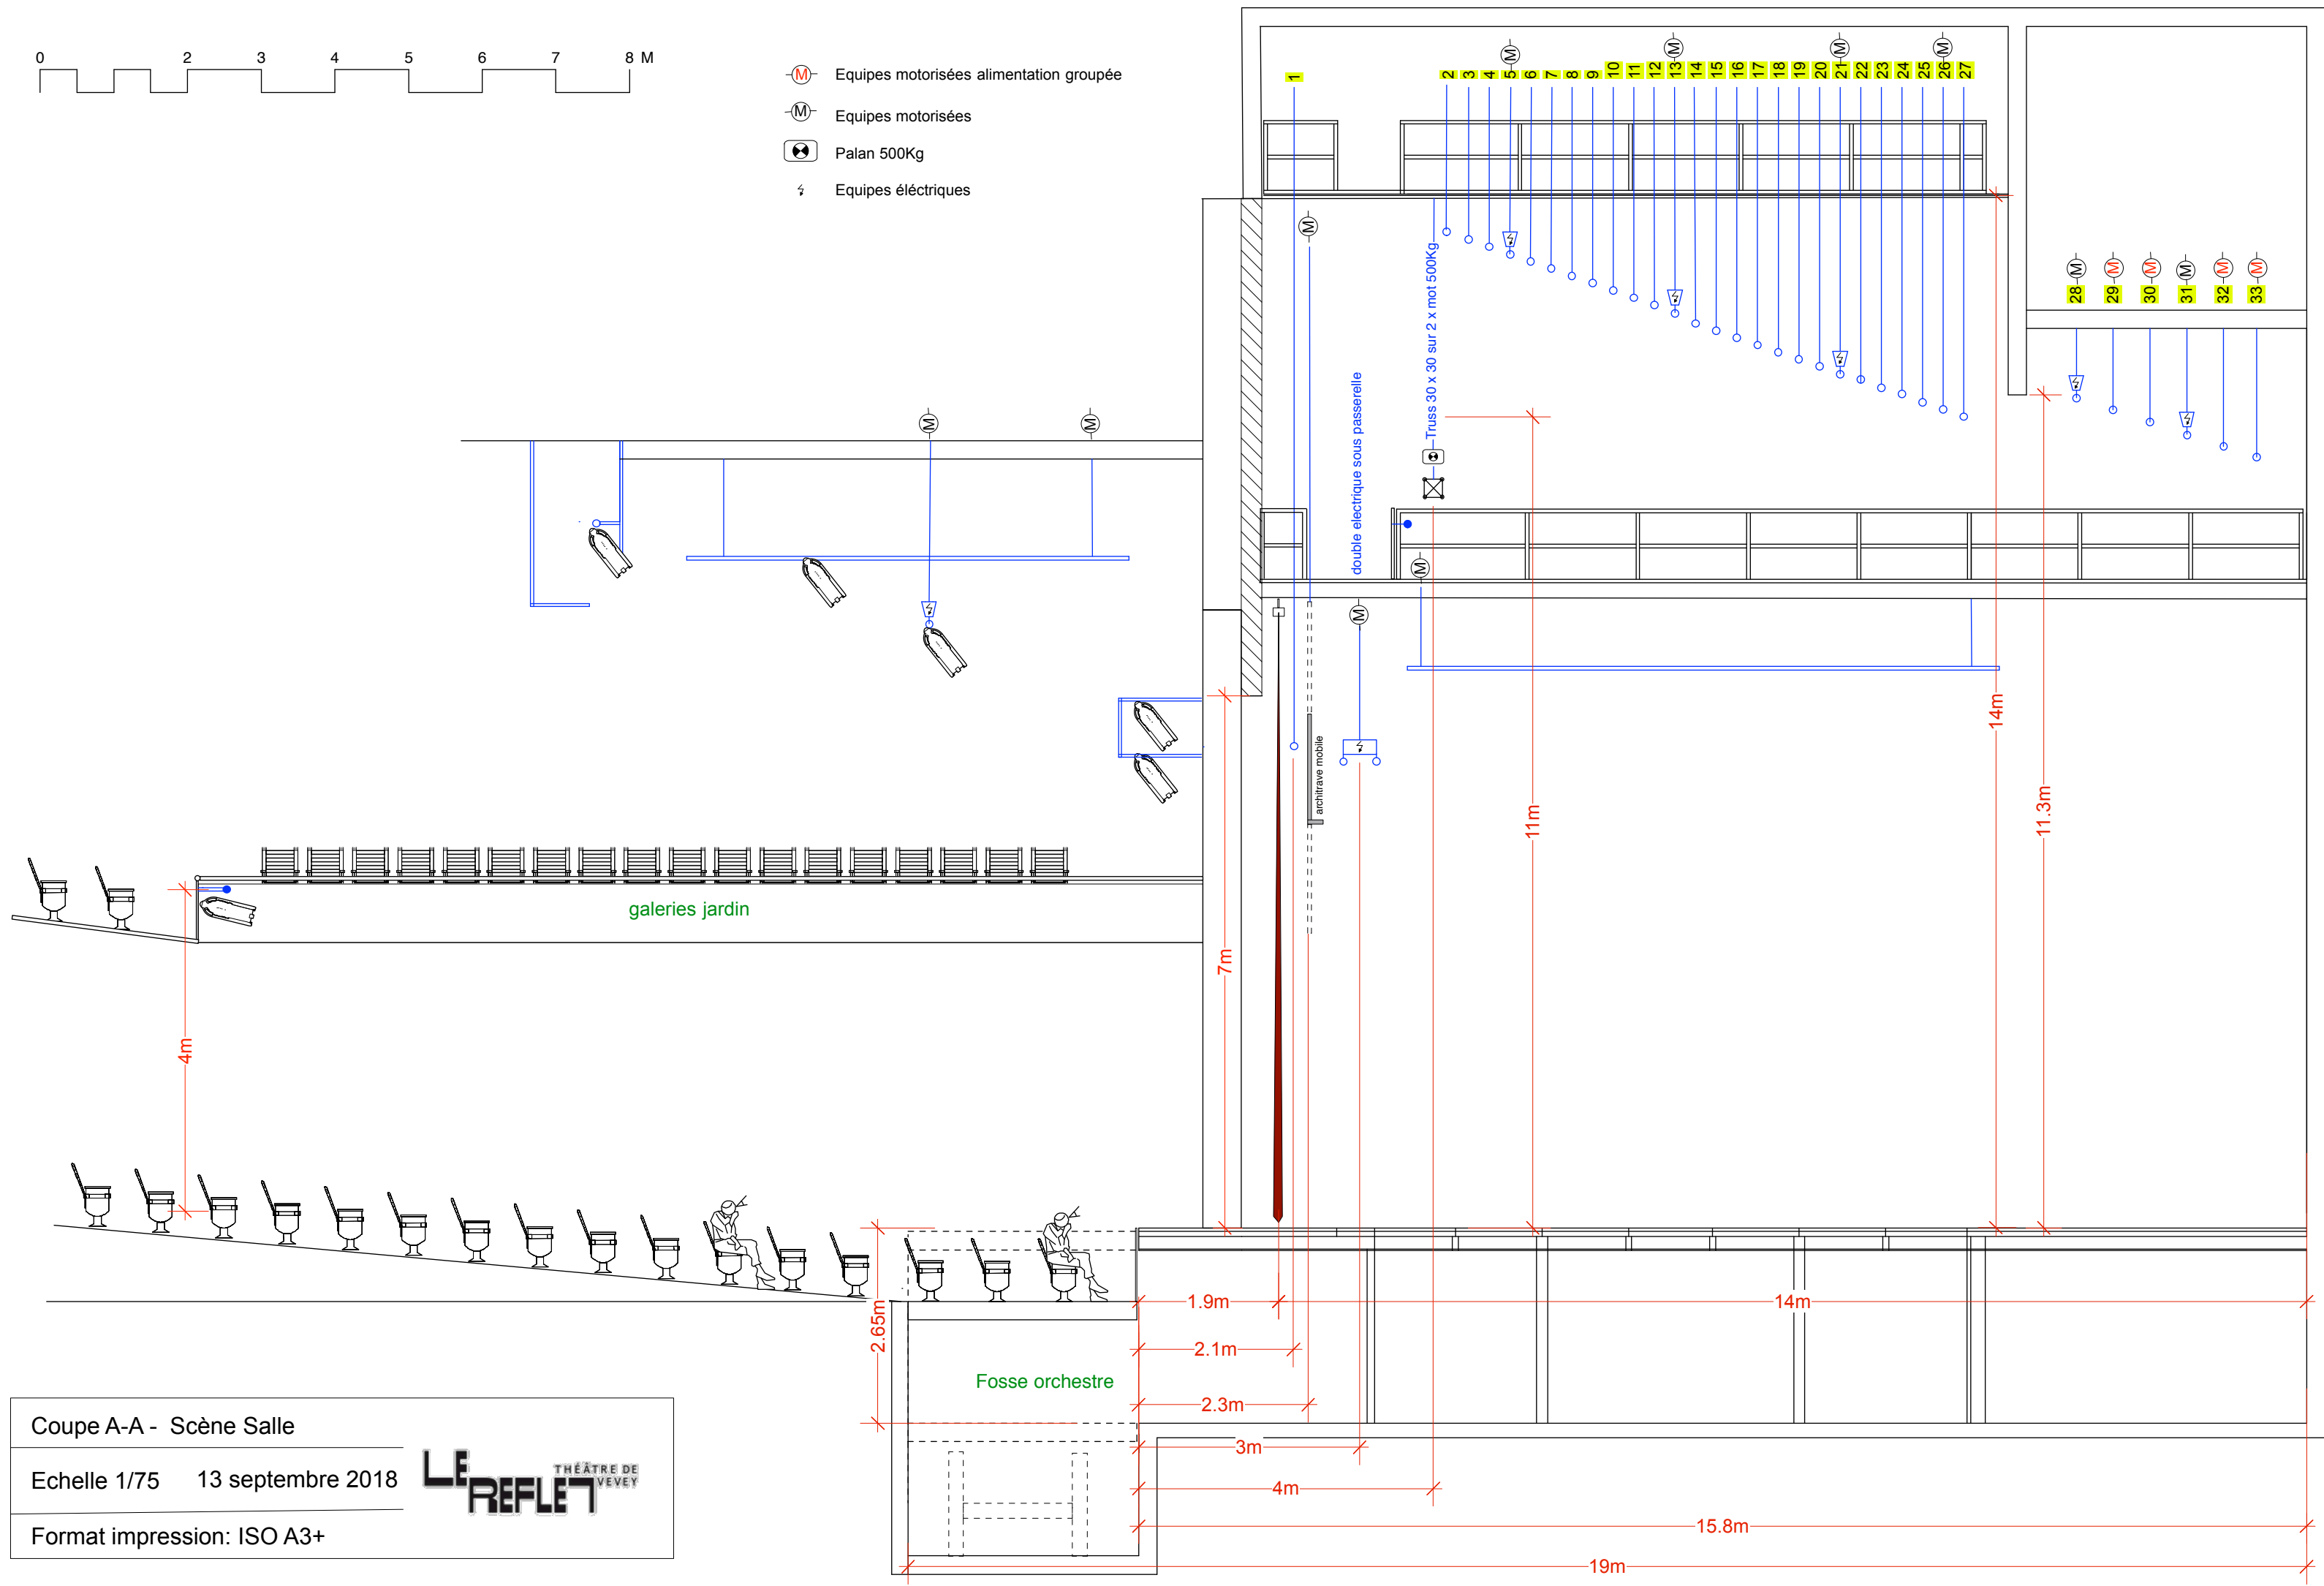 0 2 3 4 5 6 7 8 M
M Equipes motorisées alimentation groupée
M Equipes motorisées
Palan 500Kg
Equipes éléctriques
M M M M
1 2 3 4 5 6 7 8 9 10 11 12 13 14 15 16 17 18 19 20 21 22 23 24 25 26 27
M
M M M M M M
28 29 30 31 32 33
Truss 30 x 30 sur 2 x mot 500Kg
double electrique sous passerelle
M M
M
M
architrave mobile
14m
11.3m
11m
7m
galeries jardin
4m
1.9m
14m
2.65m
2.1m
Fosse orchestre
2.3m
3m
4m
15.8m
19m
Coupe A-A - Scène Salle
Echelle 1/75 13 septembre 2018
Format impression: ISO A3+
LE REFLET
THÉÂTRE DE
VEVEY